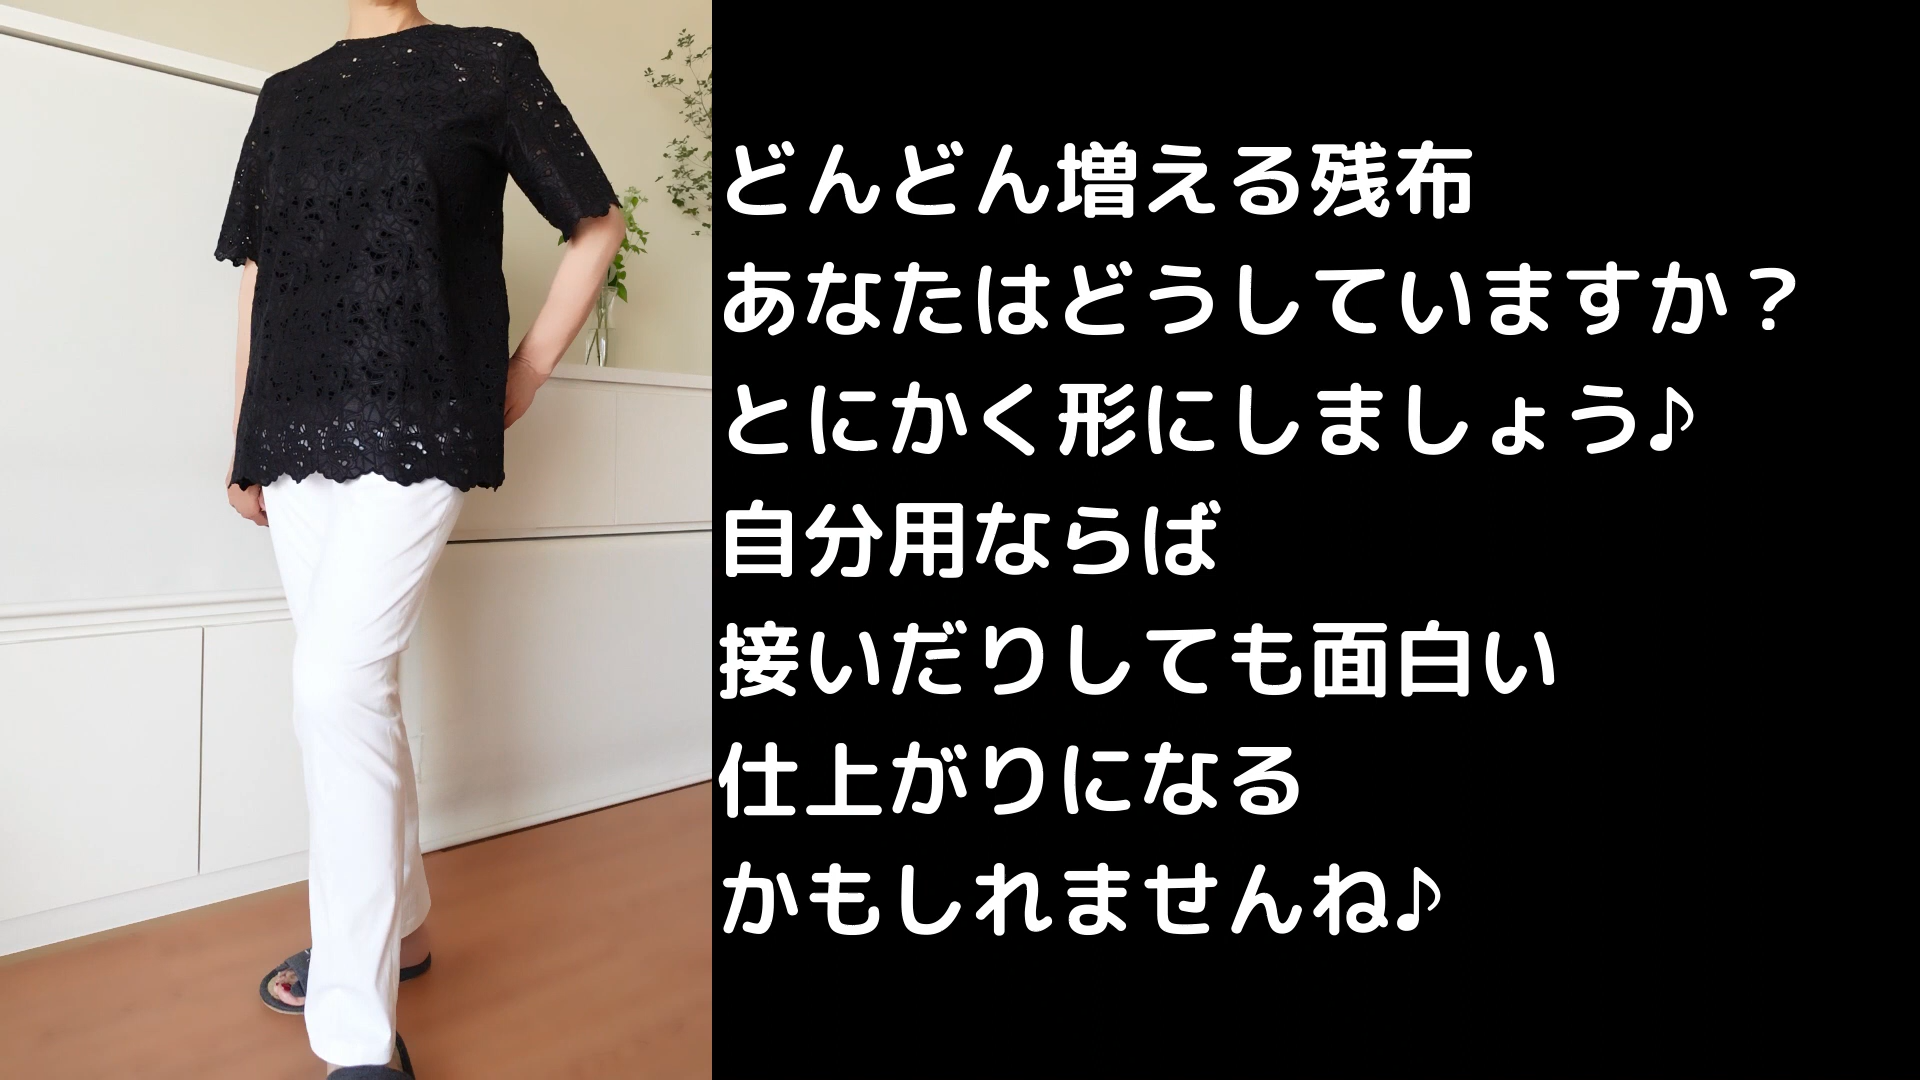 どんどん増える残布
あなたはどうしていますか？
とにかく形にしましょう♪
自分用ならば
接いだりしても面白い
仕上がりになる
かもしれませんね♪